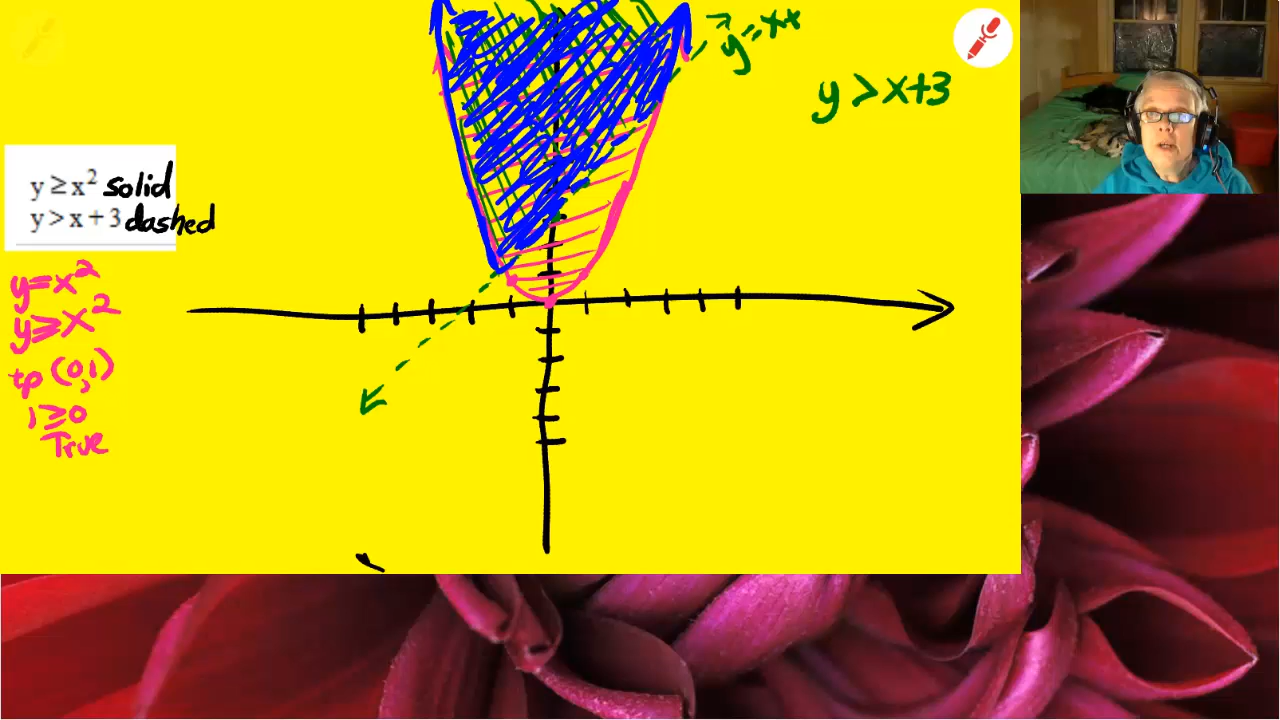 y = x+
y > x+3
y ≥ x² solid
y > x + 3 dashed
y = x²
y ≥ x²
tp (0,1)
1 ≥ 0
True